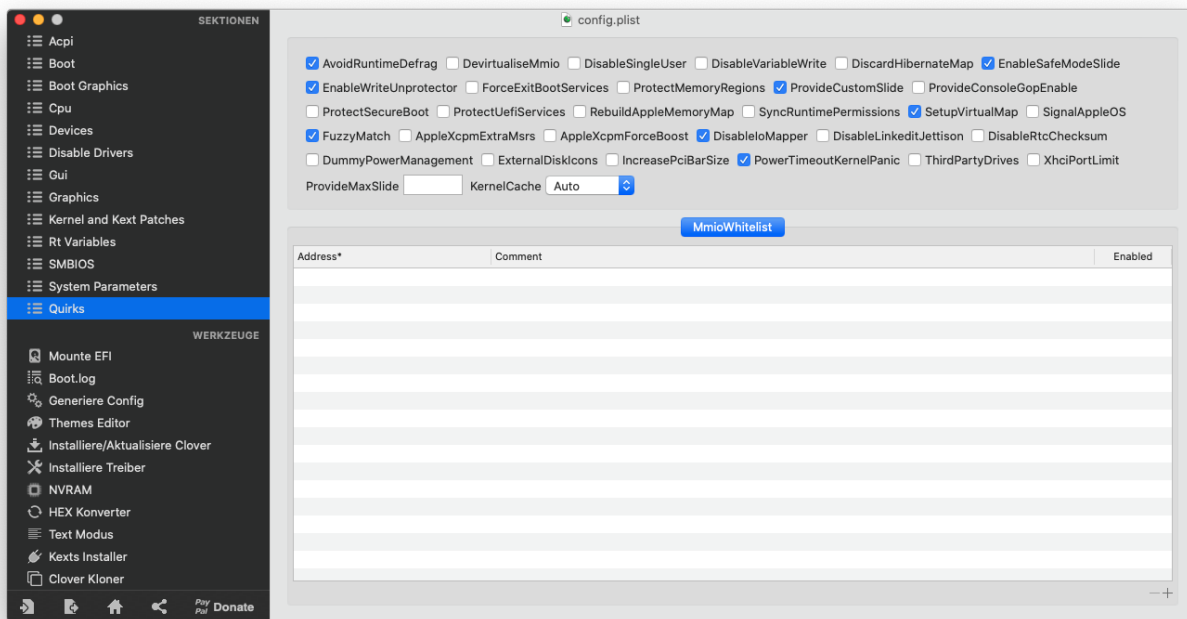 SEKTIONEN
Acpi
Boot
Boot Graphics
Cpu
Devices
Disable Drivers
Gui
Graphics
Kernel and Kext Patches
Rt Variables
SMBIOS
System Parameters
Quirks
WERKZEUGE
Mounte EFI
Boot.log
Generiere Config
Themes Editor
Installiere/Aktualisiere Clover
Installiere Treiber
NVRAM
HEX Konverter
Text Modus
Kexts Installer
Clover Kloner
Pay Pal Donate
config.plist
AvoidRuntimeDefrag DevirtualiseMmio DisableSingleUser DisableVariableWrite DiscardHibernateMap EnableSafeModeSlide
EnableWriteUnprotector ForceExitBootServices ProtectMemoryRegions ProvideCustomSlide ProvideConsoleGopEnable
ProtectSecureBoot ProtectUefiServices RebuildAppleMemoryMap SyncRuntimePermissions SetupVirtualMap SignalAppleOS
FuzzyMatch AppleXcpmExtraMsrs AppleXcpmForceBoost DisableIoMapper DisableLinkeditJettison DisableRtcChecksum
DummyPowerManagement ExternalDiskIcons IncreasePciBarSize PowerTimeoutKernelPanic ThirdPartyDrives XhciPortLimit
ProvideMaxSlide KernelCache Auto
MmioWhitelist
Address* Comment Enabled